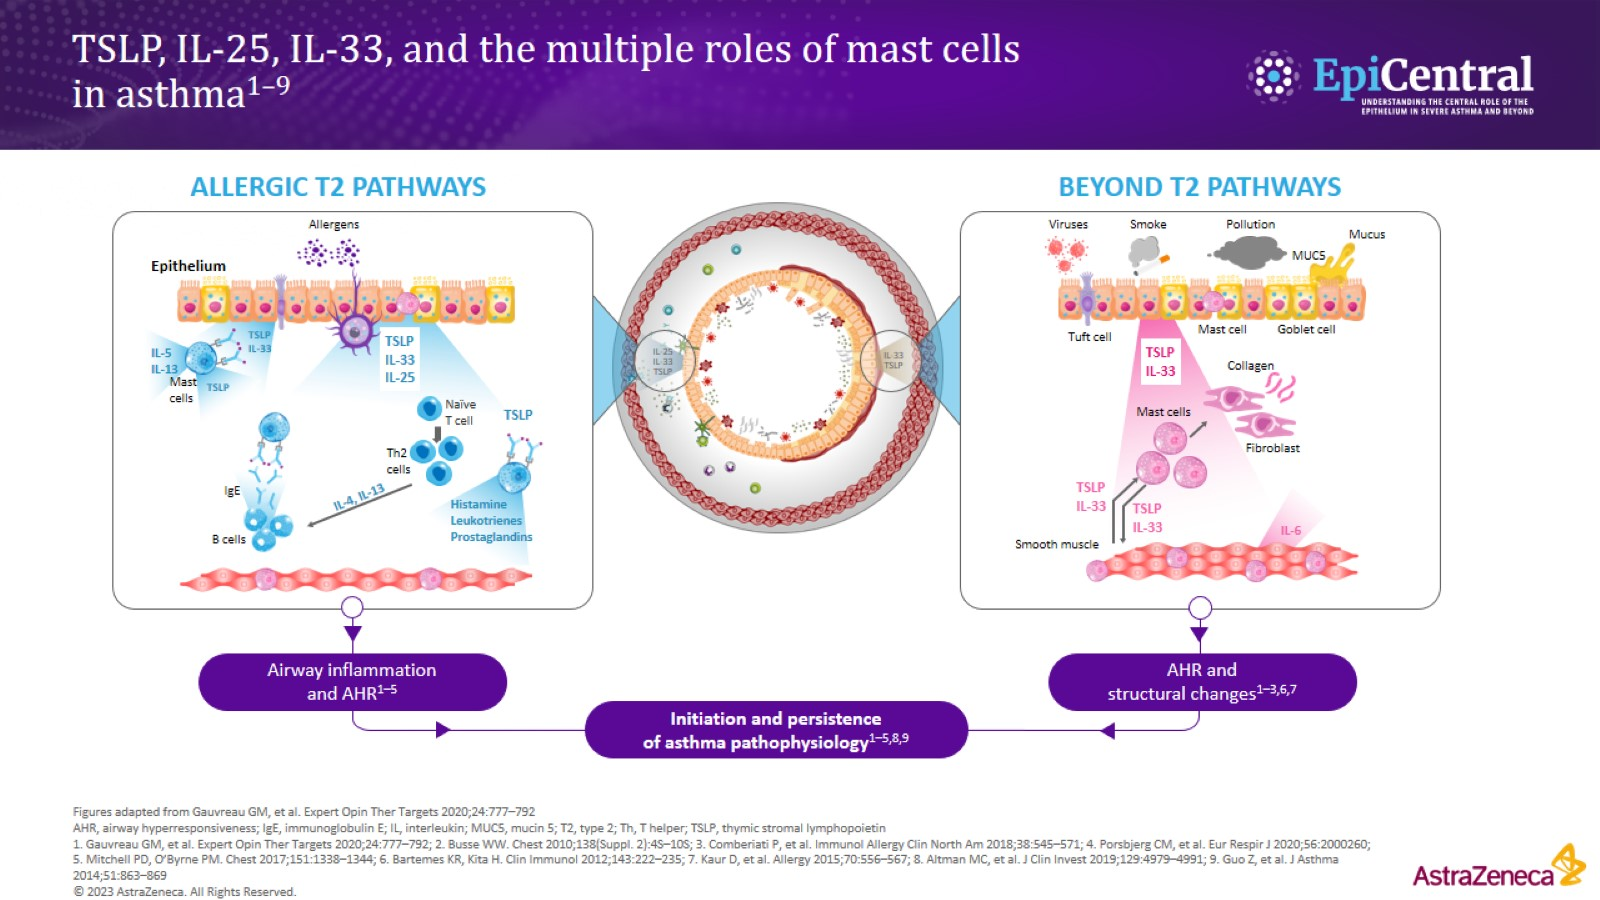 TSLP, IL-25, IL-33, and the multiple roles of mast cells
in asthma1–9
EpiCentral
UNDERSTANDING THE CENTRAL ROLE OF THE
EPITHELIUM IN SEVERE ASTHMA AND BEYOND
ALLERGIC T2 PATHWAYS
Allergens
Epithelium
TSLP
IL-33
IL-5
IL-13
Mast
cells
TSLP
TSLP
IL-33
IL-25
Naïve
T cell
TSLP
Th2
cells
IgE
IL-4, IL-13
B cells
Histamine
Leukotrienes
Prostaglandins
IL-25
IL-33
TSLP
IL-33
TSLP
BEYOND T2 PATHWAYS
Viruses
Smoke
Pollution
Mucus
MUC5
Tuft cell
Mast cell
Goblet cell
TSLP
IL-33
Collagen
Mast cells
Fibroblast
TSLP
IL-33
TSLP
IL-33
IL-6
Smooth muscle
Airway inflammation
and AHR1–5
AHR and
structural changes1–3,6,7
Initiation and persistence
of asthma pathophysiology1–5,8,9
Figures adapted from Gauvreau GM, et al. Expert Opin Ther Targets 2020;24:777–792
AHR, airway hyperresponsiveness; IgE, immunoglobulin E; IL, interleukin; MUC5, mucin 5; T2, type 2; Th, T helper; TSLP, thymic stromal lymphopoietin
1. Gauvreau GM, et al. Expert Opin Ther Targets 2020;24:777–792; 2. Busse WW. Chest 2010;138(Suppl. 2):4S–10S; 3. Comberiati P, et al. Immunol Allergy Clin North Am 2018;38:545–571; 4. Porsbjerg CM, et al. Eur Respir J 2020;56:2000260;
5. Mitchell PD, O’Byrne PM. Chest 2017;151:1338–1344; 6. Bartemes KR, Kita H. Clin Immunol 2012;143:222–235; 7. Kaur D, et al. Allergy 2015;70:556–567; 8. Altman MC, et al. J Clin Invest 2019;129:4979–4991; 9. Guo Z, et al. J Asthma
2014;51:863–869
© 2023 AstraZeneca. All Rights Reserved.
AstraZeneca